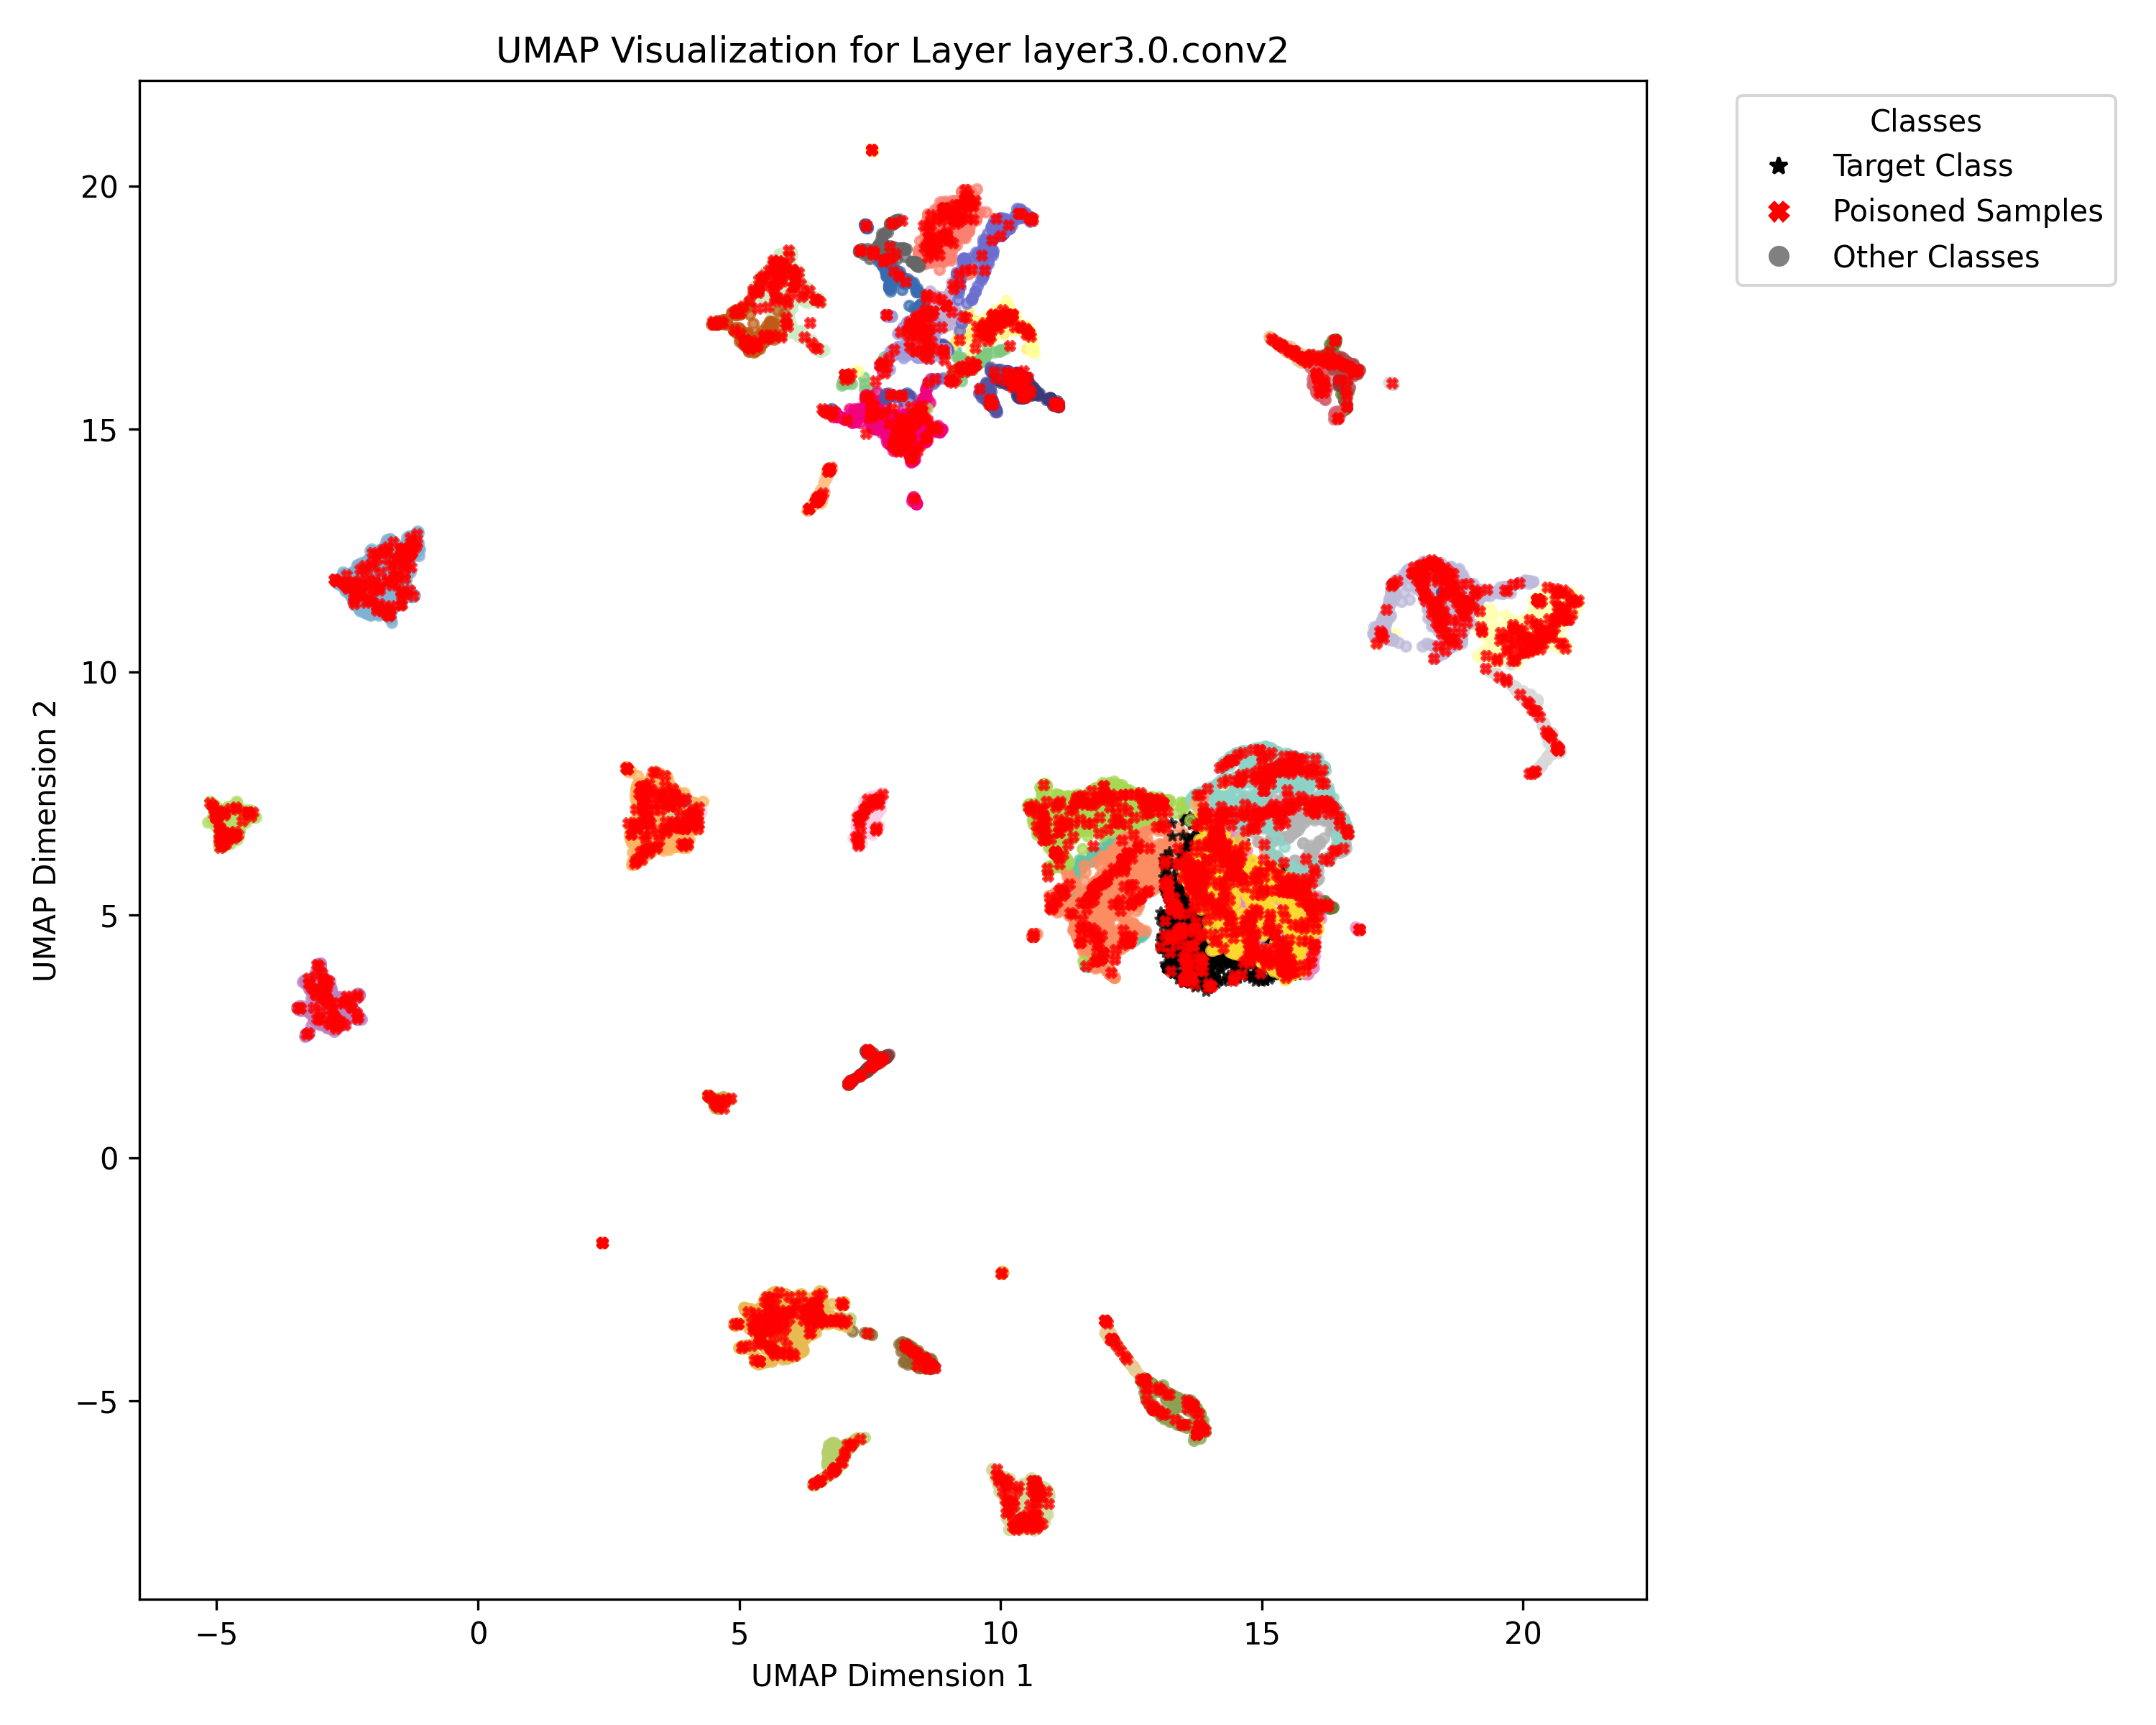 UMAP Visualization for Layer layer3.0.conv2
Classes
Target Class
Poisoned Samples
Other Classes
20
15
10
5
0
−5
UMAP Dimension 2
−5
0
5
10
15
20
UMAP Dimension 1